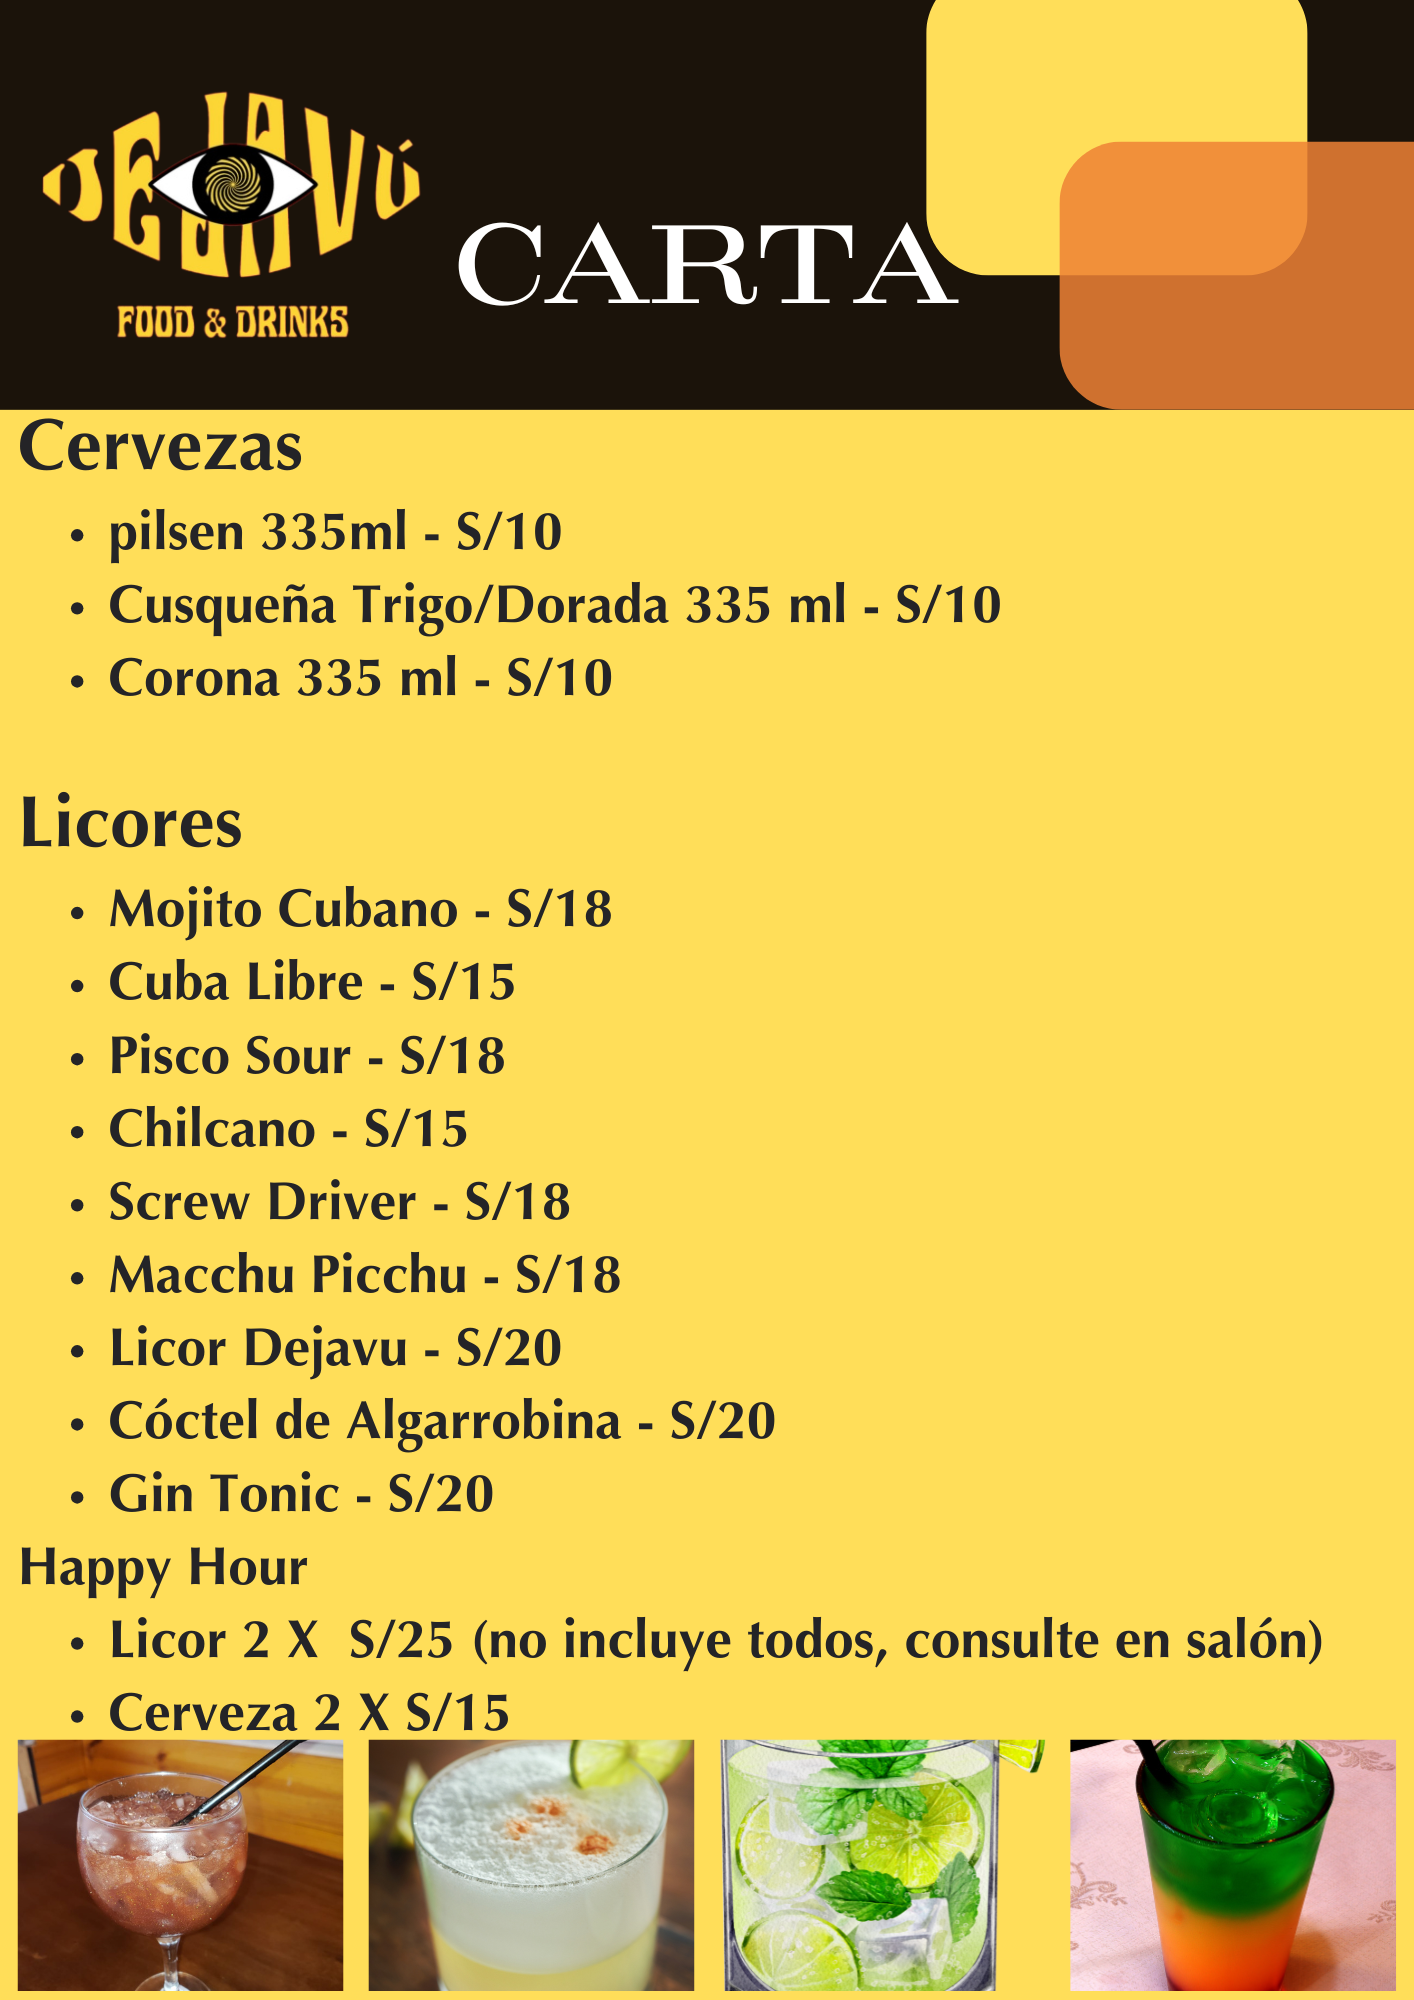 DEJAVÚ
FOOD & DRINKS
CARTA
Cervezas
• pilsen 335ml - S/10
• Cusqueña Trigo/Dorada 335 ml - S/10
• Corona 335 ml - S/10
Licores
• Mojito Cubano - S/18
• Cuba Libre - S/15
• Pisco Sour - S/18
• Chilcano - S/15
• Screw Driver - S/18
• Macchu Picchu - S/18
• Licor Dejavu - S/20
• Cóctel de Algarrobina - S/20
• Gin Tonic - S/20
Happy Hour
• Licor 2 X  S/25 (no incluye todos, consulte en salón)
• Cerveza 2 X S/15